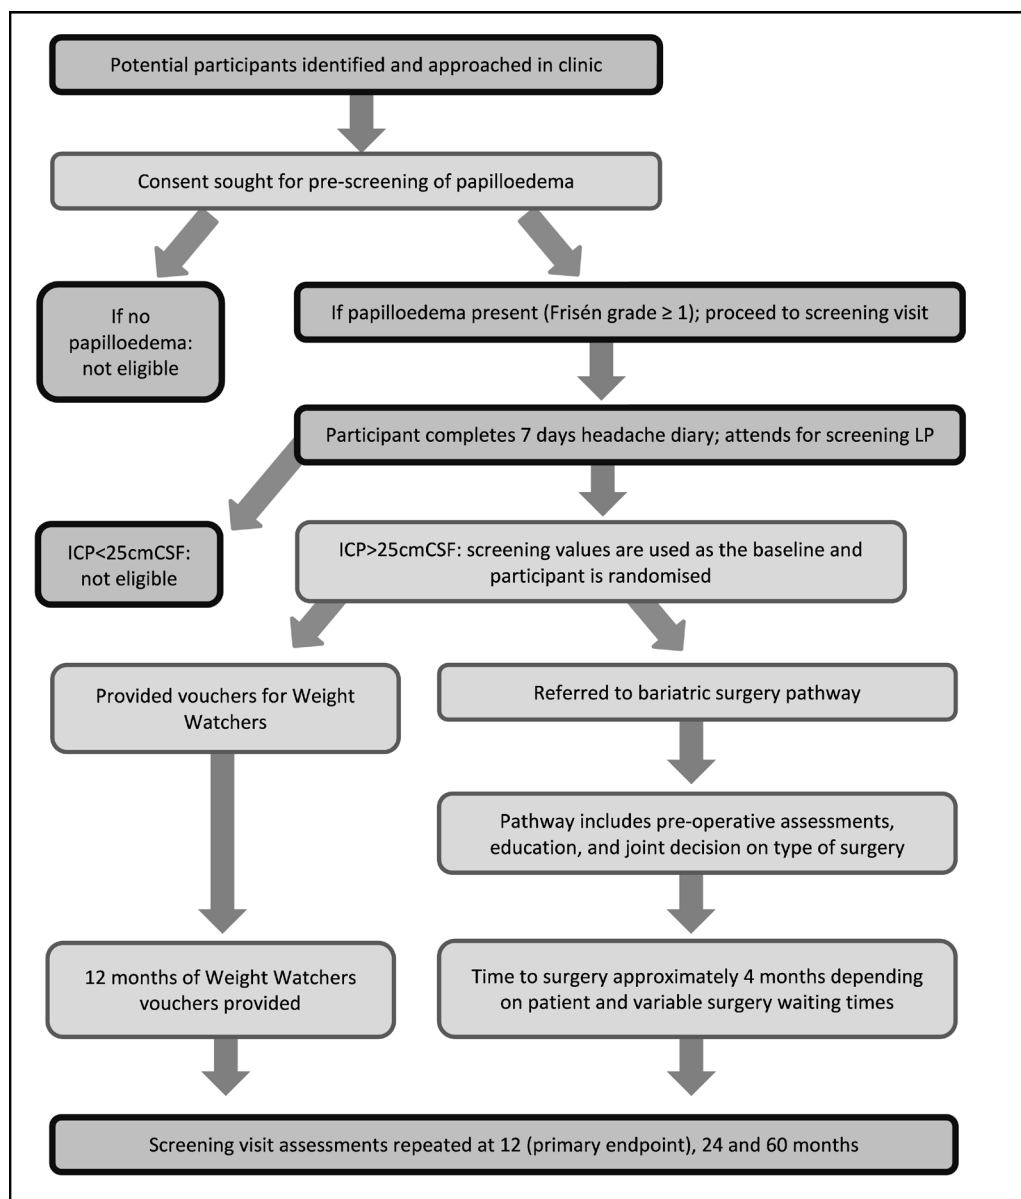 Potential participants identified and approached in clinic
Consent sought for pre-screening of papilloedema
If no
papilloedema:
not eligible
If papilloedema present (Frisén grade ≥ 1); proceed to screening visit
Participant completes 7 days headache diary; attends for screening LP
ICP<25cmCSF:
not eligible
ICP>25cmCSF: screening values are used as the baseline and
participant is randomised
Provided vouchers for Weight
Watchers
Referred to bariatric surgery pathway
Pathway includes pre-operative assessments,
education, and joint decision on type of surgery
12 months of Weight Watchers
vouchers provided
Time to surgery approximately 4 months depending
on patient and variable surgery waiting times
Screening visit assessments repeated at 12 (primary endpoint), 24 and 60 months